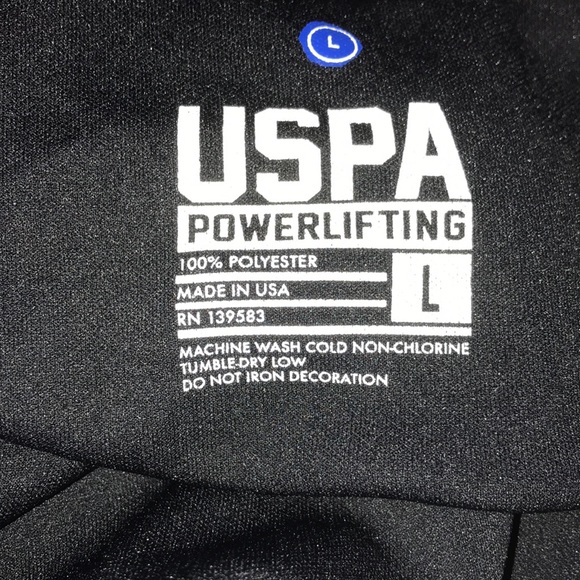 L
USPA
POWERLIFTING
100% POLYESTER
MADE IN USA
L
RN 139583
MACHINE WASH COLD NON-CHLORINE
TUMBLE-DRY LOW
DO NOT IRON DECORATION